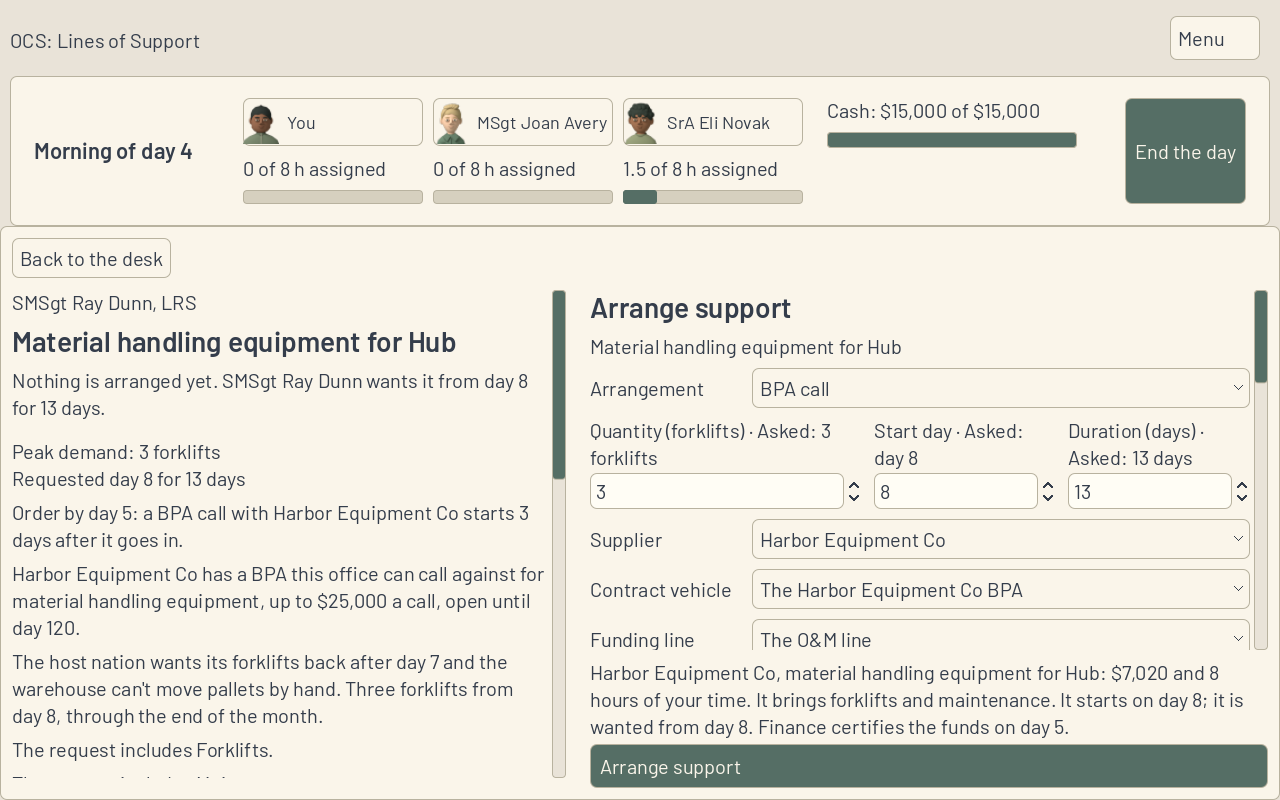 OCS: Lines of Support
Menu
Morning of day 4
You
0 of 8 h assigned
MSgt Joan Avery
0 of 8 h assigned
SrA Eli Novak
1.5 of 8 h assigned
Cash: $15,000 of $15,000
End the day
Back to the desk
SMSgt Ray Dunn, LRS
Material handling equipment for Hub
Nothing is arranged yet. SMSgt Ray Dunn wants it from day 8
for 13 days.
Peak demand: 3 forklifts
Requested day 8 for 13 days
Order by day 5: a BPA call with Harbor Equipment Co starts 3
days after it goes in.
Harbor Equipment Co has a BPA this office can call against for
material handling equipment, up to $25,000 a call, open until
day 120.
The host nation wants its forklifts back after day 7 and the
warehouse can't move pallets by hand. Three forklifts from
day 8, through the end of the month.
The request includes Forklifts.
Arrange support
Material handling equipment for Hub
Arrangement
BPA call
Quantity (forklifts) · Asked: 3
forklifts
3
Start day · Asked:
day 8
8
Duration (days) ·
Asked: 13 days
13
Supplier
Harbor Equipment Co
Contract vehicle
The Harbor Equipment Co BPA
Funding line
The O&M line
Harbor Equipment Co, material handling equipment for Hub: $7,020 and 8
hours of your time. It brings forklifts and maintenance. It starts on day 8; it is
wanted from day 8. Finance certifies the funds on day 5.
Arrange support